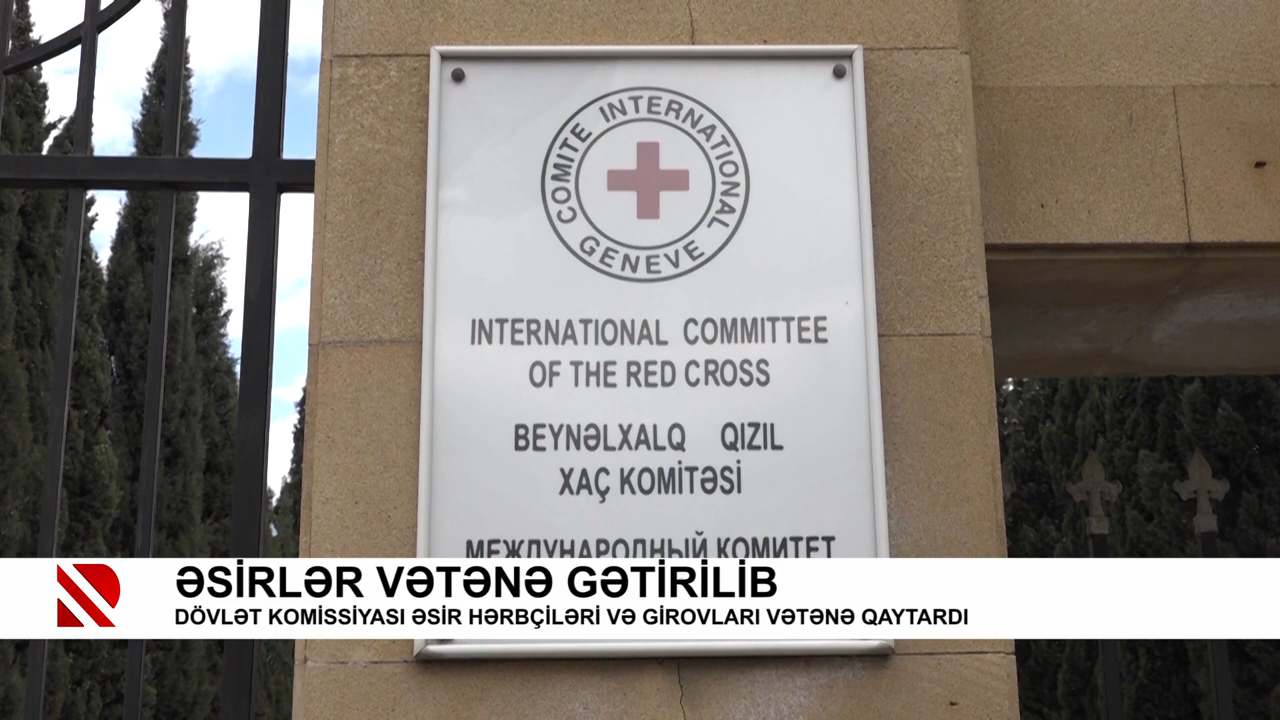 COMITE INTERNATIONAL
GENEVE
INTERNATIONAL COMMITTEE
OF THE RED CROSS
BEYNƏLXALQ QIZIL
XAÇ KOMİTƏSİ
МЕЖДУНАРОДНЫЙ КОМИТЕТ
ƏSİRLƏR VƏTƏNƏ GƏTİRİLİB
DÖVLƏT KOMİSSİYASI ƏSİR HƏRBÇİLƏRİ VƏ GİROVLARI VƏTƏNƏ QAYTARDI